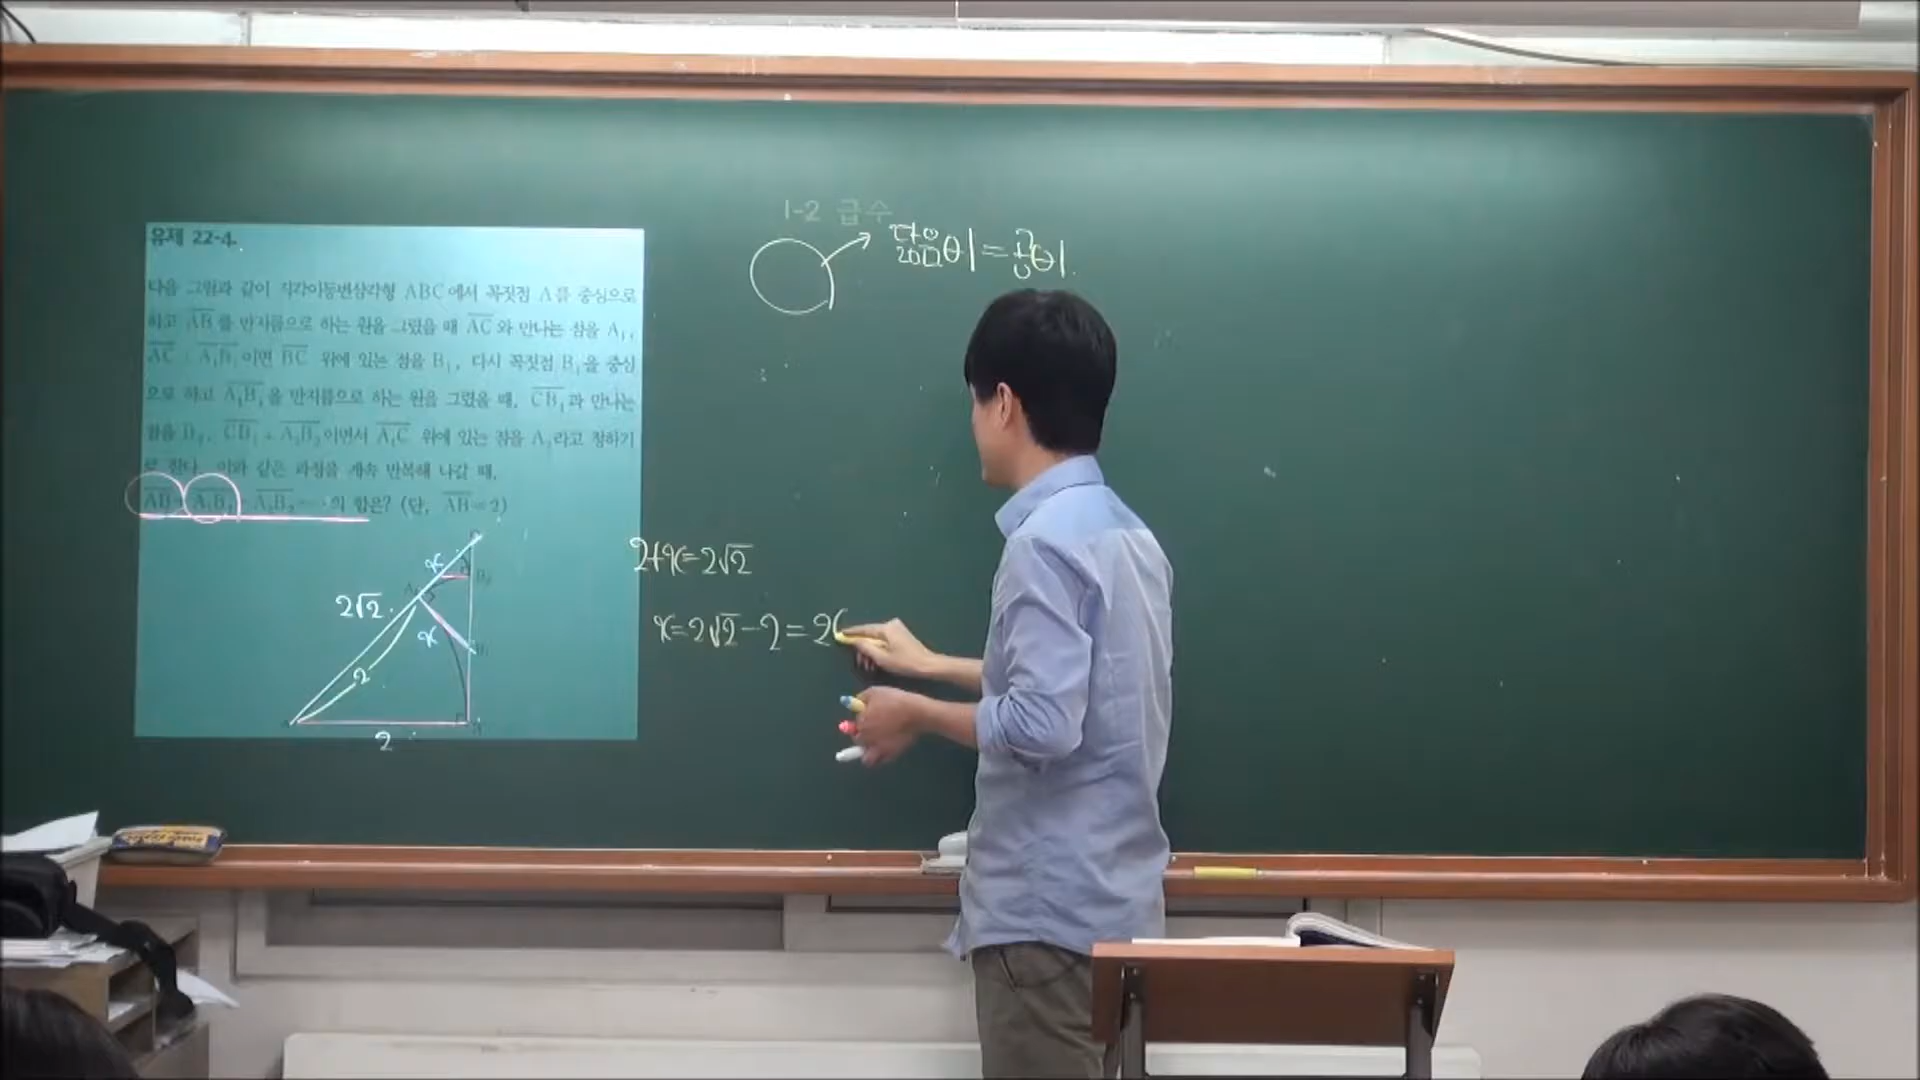 1-2 급수
다음 θ | = 공θ |
유제 22-4.
다음 그림과 같이 직각이등변삼각형 ABC에서 꼭짓점 A를 중심으로
하고 AB를 반지름으로 하는 원을 그렸을 때 AC와 만나는 점을 A₁,
AC A₁B₁이면 BC 위에 있는 점을 B₁, 다시 꼭짓점 B₁을 중심
으로 하고 A₁B₁을 반지름으로 하는 원을 그렸을 때, CB₁과 만나는
점을 B₂, CB₁ A₂B₂이면서 A₁C 위에 있는 점을 A₂라고 정하기
로 한다. 이와 같은 과정을 계속 반복해 나갈 때,
AB+A₁B₁+A₂B₂+⋯의 합은? (단, AB=2)
2+x=2√2
x=2√2-2=2(
2√2
x
x
2
2
A₁
B₂
B₁